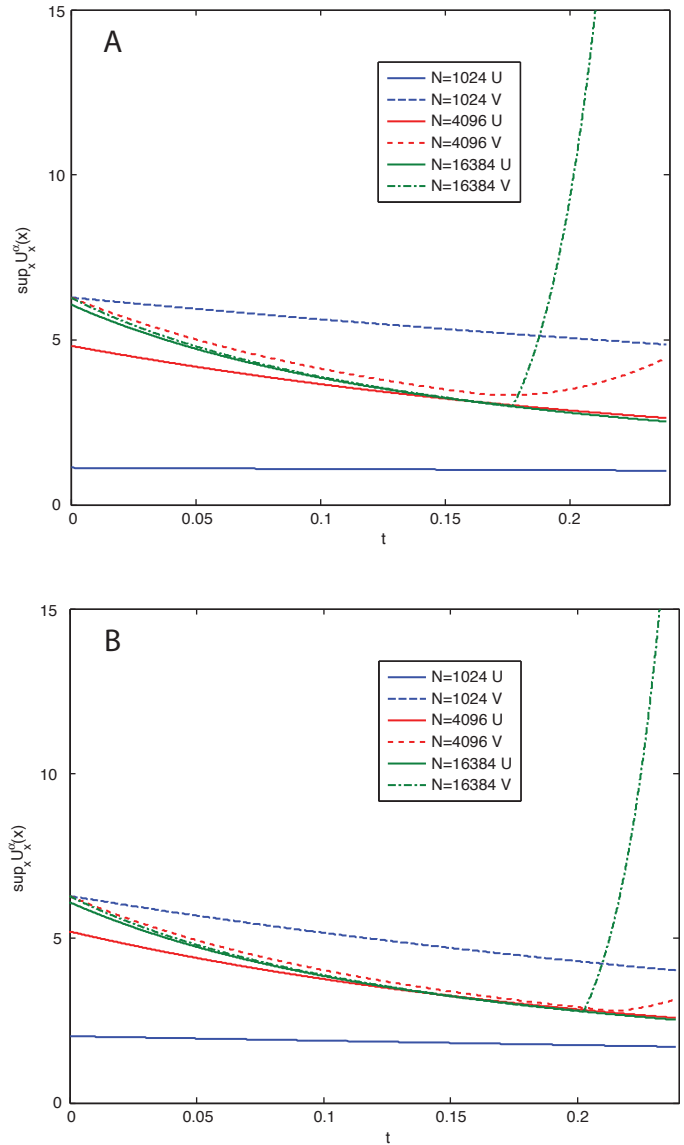 A
15
10
5
0
sup_x U_x^α(x)
N=1024 U
N=1024 V
N=4096 U
N=4096 V
N=16384 U
N=16384 V
0
0.05
0.1
0.15
0.2
t
B
15
10
5
0
sup_x U_x^α(x)
N=1024 U
N=1024 V
N=4096 U
N=4096 V
N=16384 U
N=16384 V
0
0.05
0.1
0.15
0.2
t